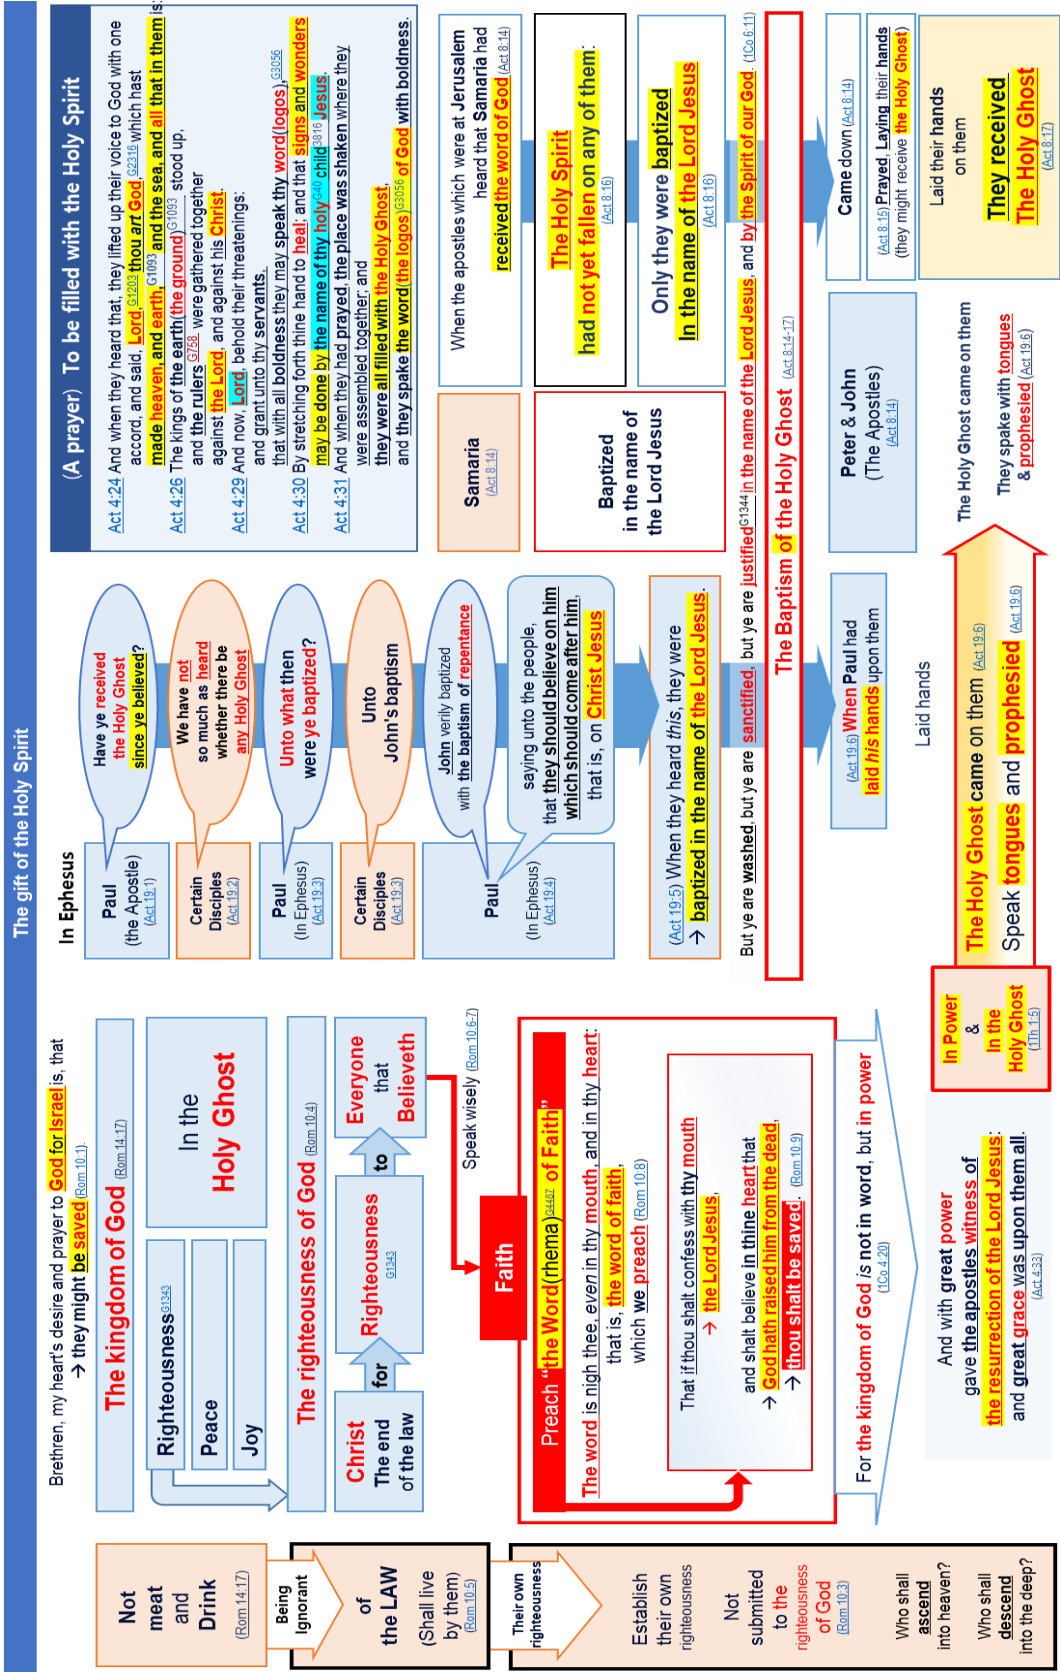 The gift of the Holy Spirit
Brethren, my heart's desire and prayer to God for Israel is, that
→ they might be saved (Rom 10:1).
Not
meat
and
Drink
(Rom 14:17)
Being
Ignorant
of
the LAW
(Shall live
by them)
(Rom 10:5)
Their own
righteousness
Establish
their own
righteousness
Not
submitted
to the
righteousness
of God
(Rom 10:3)
Who shall
ascend
into heaven?
Who shall
descend
into the deep?
The kingdom of God (Rom 14:17)
Righteousness G1343
Peace
Joy
In the
Holy Ghost
The righteousness of God (Rom 10:4)
Christ
The end
of the law
for
Righteousness
G1343
to
Everyone
that
Believeth
Speak wisely (Rom 10:6-7)
Faith
Preach “the Word(rhema)G4487 of Faith”
The word is nigh thee, even in thy mouth, and in thy heart:
that is, the word of faith,
which we preach (Rom 10:8)
That if thou shalt confess with thy mouth
→ the Lord Jesus,
and shalt believe in thine heart that
→ God hath raised him from the dead,
→ thou shalt be saved. (Rom 10:9)
For the kingdom of God is not in word, but in power
(1Co 4:20)
And with great power
gave the apostles witness of
the resurrection of the Lord Jesus:
and great grace was upon them all.
(Act 4:33)
In Power
&
In the
Holy Ghost
(1Th 1:5)
In Ephesus
Paul
(the Apostle)
(Act 19:1)
Have ye received
the Holy Ghost
since ye believed?
Certain
Disciples
(Act 19:2)
We have not
so much as heard
whether there be
any Holy Ghost
Paul
(In Ephesus)
(Act 19:3)
Unto what then
were ye baptized?
Certain
Disciples
(Act 19:3)
Unto
John's baptism
Paul
(In Ephesus)
(Act 19:4)
John verily baptized
with the baptism of repentance
saying unto the people,
that they should believe on him
which should come after him,
that is, on Christ Jesus
(Act 19:5) When they heard this, they were
→ baptized in the name of the Lord Jesus.
But ye are washed, but ye are sanctified, but ye are justifiedG1344 in the name of the Lord Jesus, and by the Spirit of our God. (1Co 6:11)
The Baptism of the Holy Ghost (Act 8:14-17)
(Act 19:6) When Paul had
laid his hands upon them
Laid hands
The Holy Ghost came on them (Act 19:6)
Speak tongues and prophesied (Act 19:6)
(A prayer) To be filled with the Holy Spirit
Act 4:24 And when they heard that, they lifted up their voice to God with one
accord, and said, Lord,G1203 thou art God,G2316 which hast
made heaven, and earth,G1093 and the sea, and all that in them is:
Act 4:26 The kings of the earth(the ground)G1093 stood up,
and the rulers G758 were gathered together
against the Lord, and against his Christ.
Act 4:29 And now, Lord, behold their threatenings:
and grant unto thy servants,
that with all boldness they may speak thy word(logos),G3056
Act 4:30 By stretching forth thine hand to heal; and that signs and wonders
may be done by the name of thy holyG40 child3816 Jesus.
Act 4:31 And when they had prayed, the place was shaken where they
were assembled together; and
they were all filled with the Holy Ghost,
and they spake the word(the logos)G3056 of God with boldness.
Samaria
(Act 8:14)
When the apostles which were at Jerusalem
heard that Samaria had
received the word of God (Act 8:14)
Baptized
in the name of
the Lord Jesus
The Holy Spirit
had not yet fallen on any of them:
(Act 8:16)
Only they were baptized
In the name of the Lord Jesus
(Act 8:16)
Peter & John
(The Apostles)
(Act 8:14)
Came down (Act 8:14)
(Act 8:15) Prayed, Laying their hands
(they might receive the Holy Ghost)
Laid their hands
on them
They received
The Holy Ghost
(Act 8:17)
The Holy Ghost came on them
They spake with tongues
& prophesied (Act 19:6)